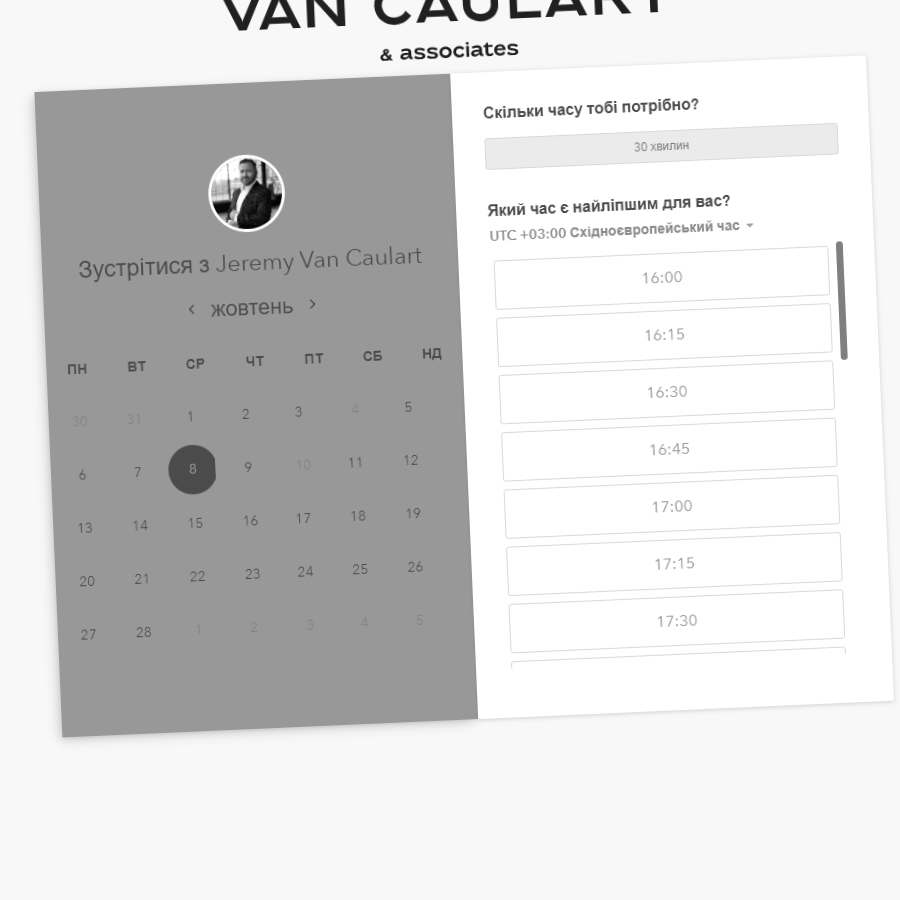 VAN CAULART
& associates
Зустрітися з Jeremy Van Caulart
жовтень
ПН ВТ СР ЧТ ПТ СБ НД
30 31 1 2 3 4 5
6 7 8 9 10 11 12
13 14 15 16 17 18 19
20 21 22 23 24 25 26
27 28 1 2 3 4 5
Скільки часу тобі потрібно?
30 хвилин
Який час є найліпшим для вас?
UTC +03:00 Східноєвропейський час
16:00
16:15
16:30
16:45
17:00
17:15
17:30